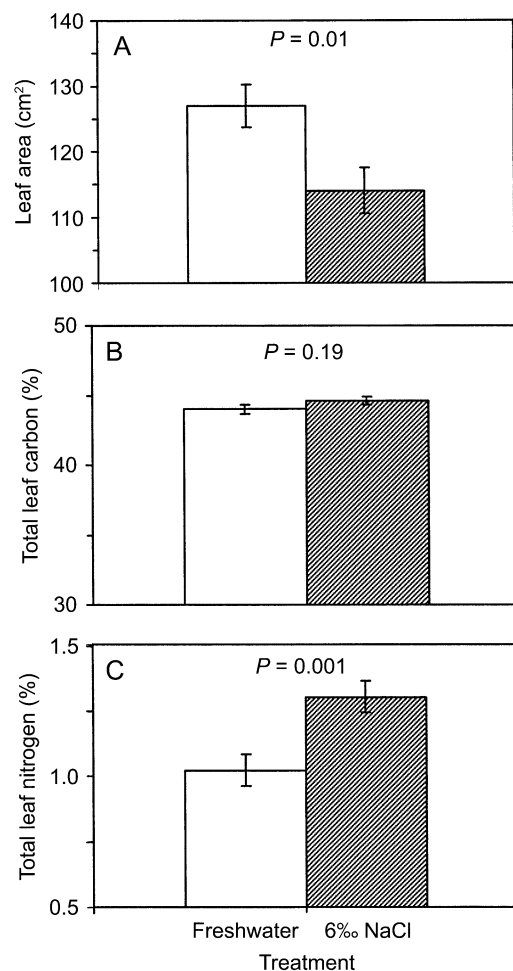 A
P = 0.01
Leaf area (cm²)
140
130
120
110
100
B
P = 0.19
Total leaf carbon (%)
50
40
30
C
P = 0.001
Total leaf nitrogen (%)
1.5
1.0
0.5
Freshwater 6‰ NaCl
Treatment